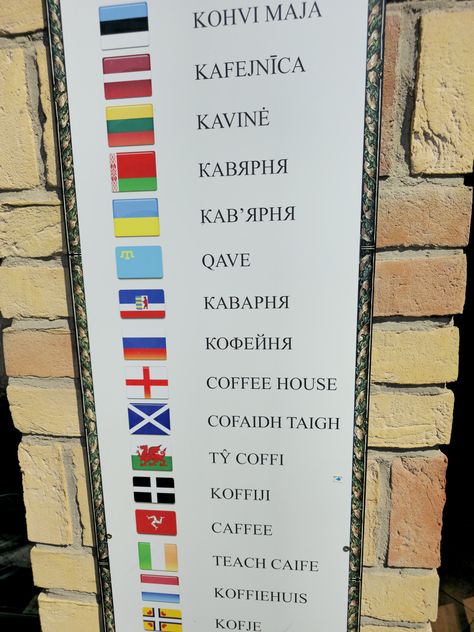 KOHVI MAJA
KAFEJNĪCA
KAVINĖ
КАВЯРНЯ
КАВ’ЯРНЯ
QAVE
КАВАРНЯ
КОФЕЙНЯ
COFFEE HOUSE
COFAIDH TAIGH
TŶ COFFI
KOFFIJI
CAFFEE
TEACH CAIFE
KOFFIEHUIS
KOFJE